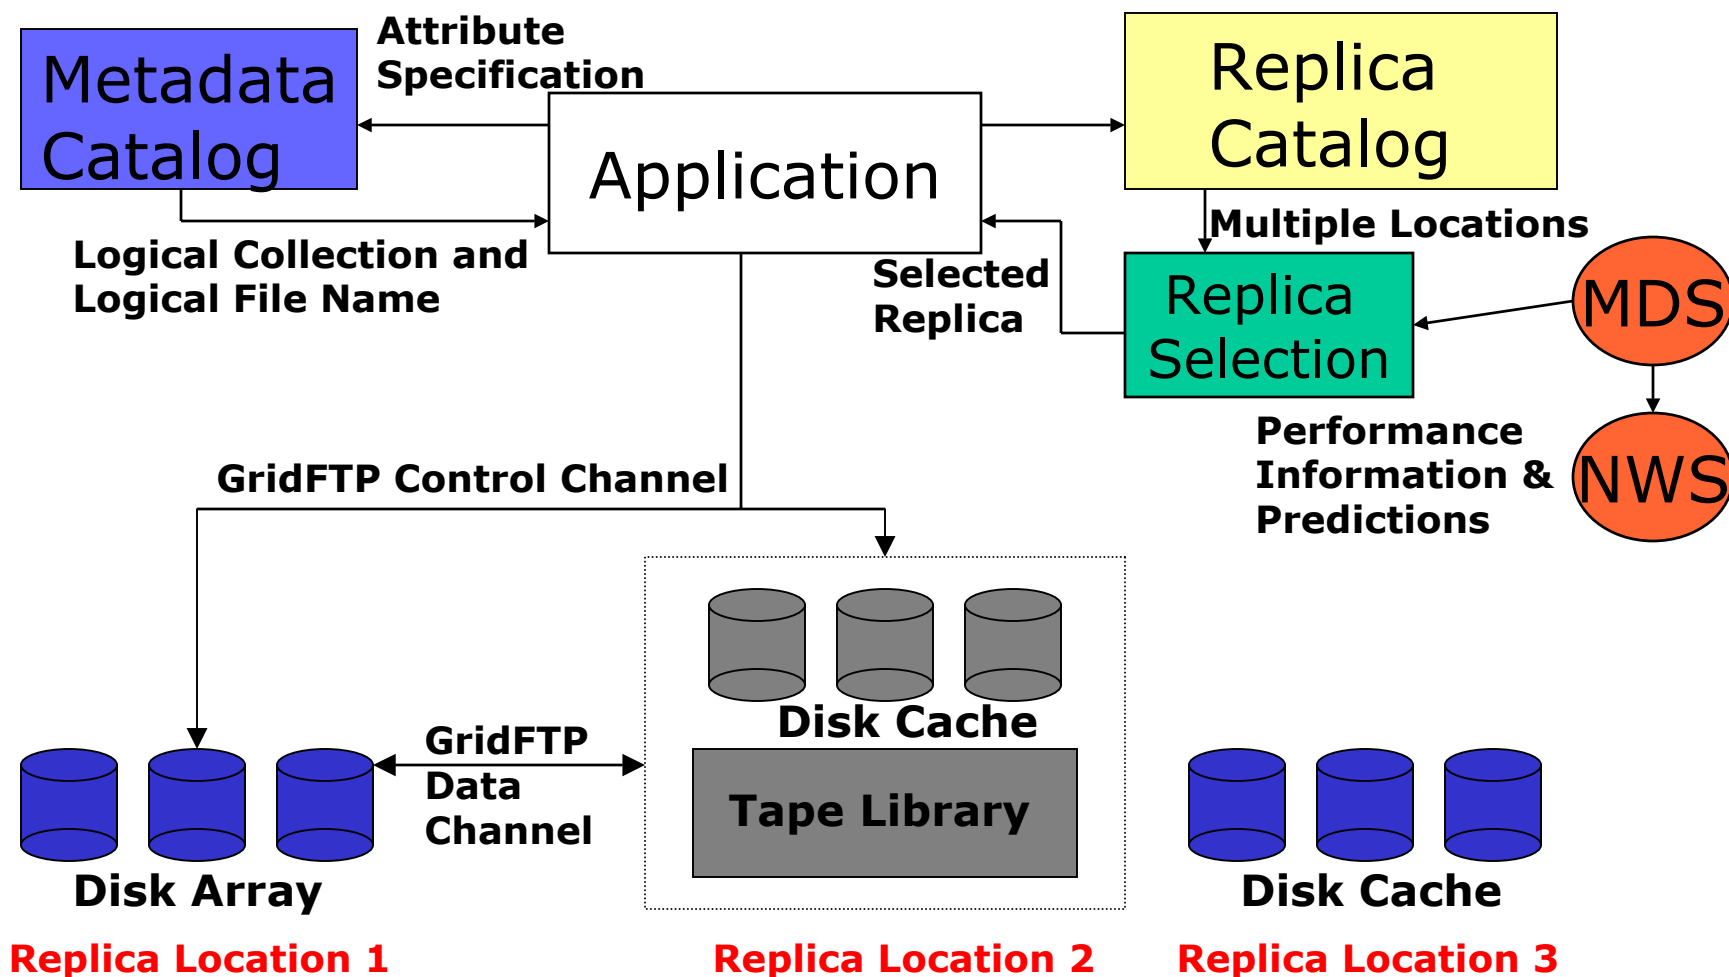 Metadata
Catalog
Attribute
Specification
Application
Replica
Catalog
Logical Collection and
Logical File Name
Multiple Locations
Selected
Replica
Replica
Selection
MDS
Performance
Information &
Predictions
NWS
GridFTP Control Channel
Disk Cache
GridFTP
Data
Channel
Tape Library
Disk Array
Disk Cache
Replica Location 1
Replica Location 2
Replica Location 3